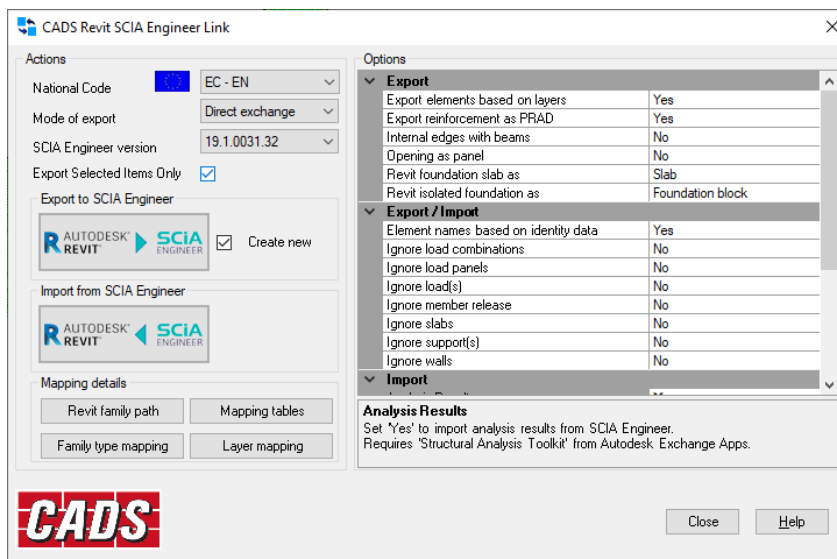 CADS Revit SCIA Engineer Link
Actions
National Code
EC - EN
Mode of export
Direct exchange
SCIA Engineer version
19.1.0031.32
Export Selected Items Only
Export to SCIA Engineer
R AUTODESK® REVIT® SCiA ENGINEER
Create new
Import from SCIA Engineer
R AUTODESK® REVIT® SCiA ENGINEER
Mapping details
Revit family path
Mapping tables
Family type mapping
Layer mapping
CADS
Options
Export
Export elements based on layers Yes
Export reinforcement as PRAD Yes
Internal edges with beams No
Opening as panel No
Revit foundation slab as Slab
Revit isolated foundation as Foundation block
Export / Import
Element names based on identity data Yes
Ignore load combinations No
Ignore load panels No
Ignore load(s) No
Ignore member release No
Ignore slabs No
Ignore support(s) No
Ignore walls No
Import
Analysis Results
Set 'Yes' to import analysis results from SCIA Engineer.
Requires 'Structural Analysis Toolkit' from Autodesk Exchange Apps.
Close
Help